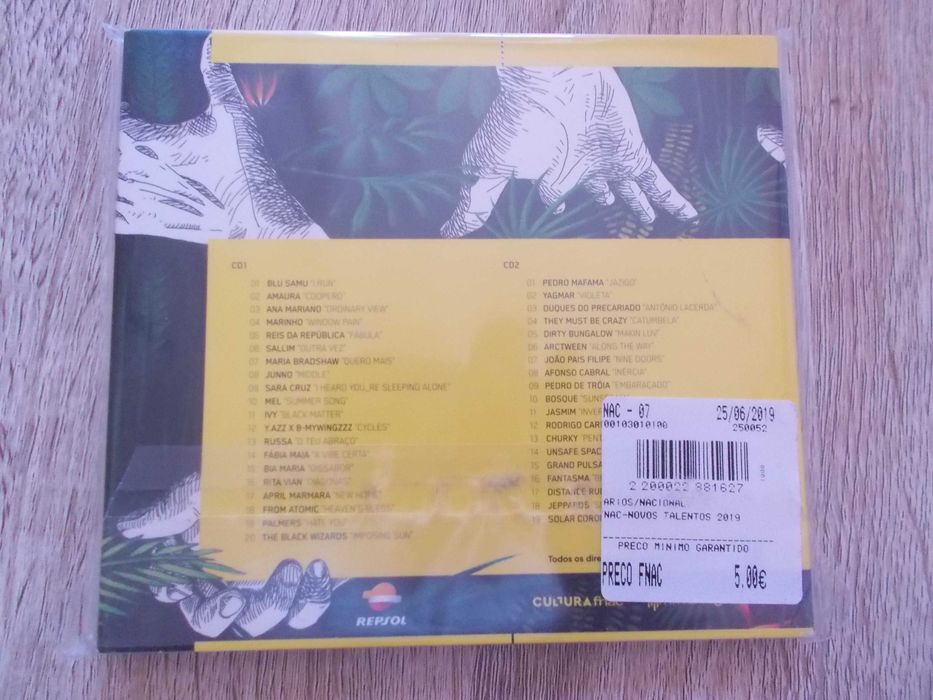 CD1
01 BLU SAMU "I RUN"
02 AMAURA "COOPERO"
03 ANA MARIANO "ORDINARY VIEW"
04 MARINHO "WINDOW PAIN"
05 REIS DA REPÚBLICA "FÁBULA"
06 SALLIM "OUTRA VEZ"
07 MARIA BRADSHAW "QUERO MAIS"
08 JUNNO "MIDDLE"
09 SARA CRUZ "I HEARD YOU, RE SLEEPING ALONE"
10 MEL "SUMMER SONG"
11 IVY "BLACK MATTER"
12 Y.AZZ X B-MYWINGZZZ "CYCLES"
13 RUSSA "O TEU ABRAÇO"
14 FÁBIA MAIA "A VIBE CERTA"
15 BIA MARIA "DISSABOR"
16 RITA VIAN "DIAGONAS"
17 APRIL MARMARA "NEW HOME"
18 FROM ATOMIC "HEAVEN'S BLESS"
19 PALMERS "HATE YOU"
20 THE BLACK WIZARDS "IMPOSING SUN"
CD2
01 PEDRO MAFAMA "JAZIGO"
02 YAGMAR "VIOLETA"
03 DUQUES DO PRECARIADO "ANTÓNIO LACERDA"
04 THEY MUST BE CRAZY "CATUMBELA"
05 DIRTY BUNGALOW "MAKIN LUV"
06 ARCTWEEN "ALONG THE WAY"
07 JOÃO PAIS FILIPE "NINE DOORS"
08 AFONSO CABRAL "INÉRCIA"
09 PEDRO DE TRÓIA "EMBARAÇADO"
10 BOSQUE
11 JASMIM
12 RODRIGO
13 CHURKY
14 UNSAFE
15 GRAND
16 FANTASMA
17 DISTANCE
18 JEPPARDS
19 SOLAR
Todos os
REPSOL
CULTURA fnac
NAC - 07 25/06/2019
00103010100 250052
2 200022 881627
ARIOS/NACIONAL
NAC-NOVOS TALENTOS 2019
PRECO MINIMO GARANTIDO
PRECO FNAC 5.00€